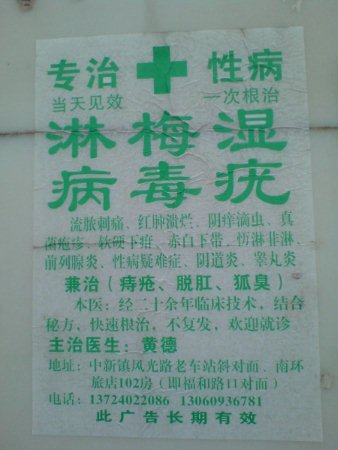 专治 性病
当天见效 一次根治
淋梅湿
病毒疣
流脓刺痛、红肿溃烂、阴痒滴虫、真
菌疱疹、软硬下疳、赤白下带、愣淋非淋、
前列腺炎、性病疑难症、阴道炎、睾丸炎
兼治（痔疮、脱肛、狐臭）
本医：经二十余年临床技术，结合
秘方，快速根治，不复发，欢迎就诊
主治医生：黄德
地址：中新镇风光路老车站斜对面、南环
旅店102房（即福和路口对面）
电话：13724022086 13060936781
此广告长期有效